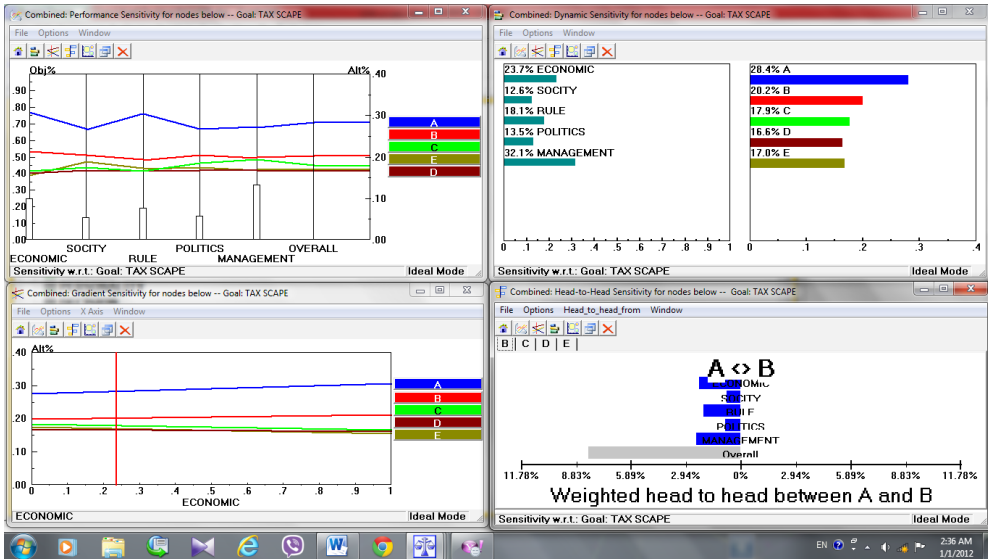 Combined: Performance Sensitivity for nodes below -- Goal: TAX SCAPE
File Options Window
Obj% Alt%
.90
.80
.70
.60
.50
.40
.30
.20
.10
.00
.40
.30
.20
.10
.00
A
B
C
E
D
SOCITY POLITICS OVERALL
ECONOMIC RULE MANAGEMENT
Sensitivity w.r.t.: Goal: TAX SCAPE Ideal Mode
Combined: Dynamic Sensitivity for nodes below -- Goal: TAX SCAPE
File Options Window
23.7% ECONOMIC
12.6% SOCITY
18.1% RULE
13.5% POLITICS
32.1% MANAGEMENT
0 .1 .2 .3 .4 .5 .6 .7 .8 .9 1
28.4% A
20.2% B
17.9% C
16.6% D
17.0% E
0 .1 .2 .3 .4
Sensitivity w.r.t.: Goal: TAX SCAPE Ideal Mode
Combined: Gradient Sensitivity for nodes below -- Goal: TAX SCAPE
File Options X Axis Window
Alt%
.40
.30
.20
.10
.00
0 .1 .2 .3 .4 .5 .6 .7 .8 .9 1
ECONOMIC
A
B
C
D
E
ECONOMIC Ideal Mode
Combined: Head-to-Head Sensitivity for nodes below -- Goal: TAX SCAPE
File Options Head_to_head_from Window
B C D E
A <> B
ECONOMIC
SOCITY
RULE
POLITICS
MANAGEMENT
Overall
11.78% 8.83% 5.89% 2.94% 0% 2.94% 5.89% 8.83% 11.78%
Weighted head to head between A and B
Sensitivity w.r.t.: Goal: TAX SCAPE Ideal Mode
EN 2:36 AM
1/1/2012